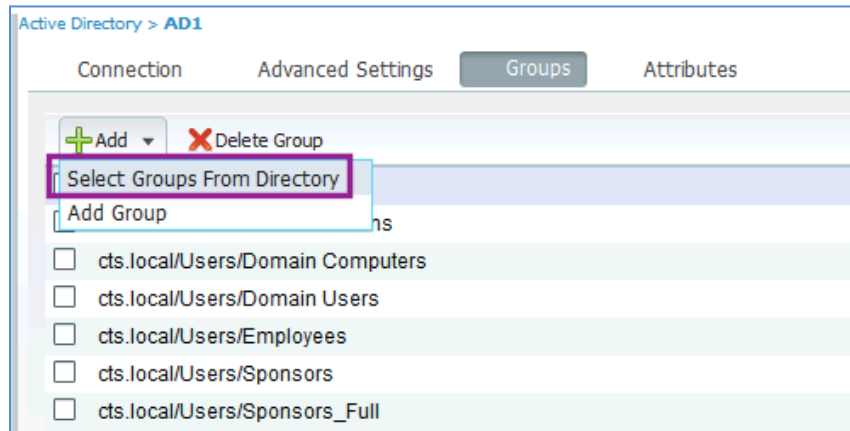 Active Directory > AD1
Connection Advanced Settings Groups Attributes
Add Delete Group
Select Groups From Directory
Add Group
cts.local/Users/Domain Computers
cts.local/Users/Domain Users
cts.local/Users/Employees
cts.local/Users/Sponsors
cts.local/Users/Sponsors_Full